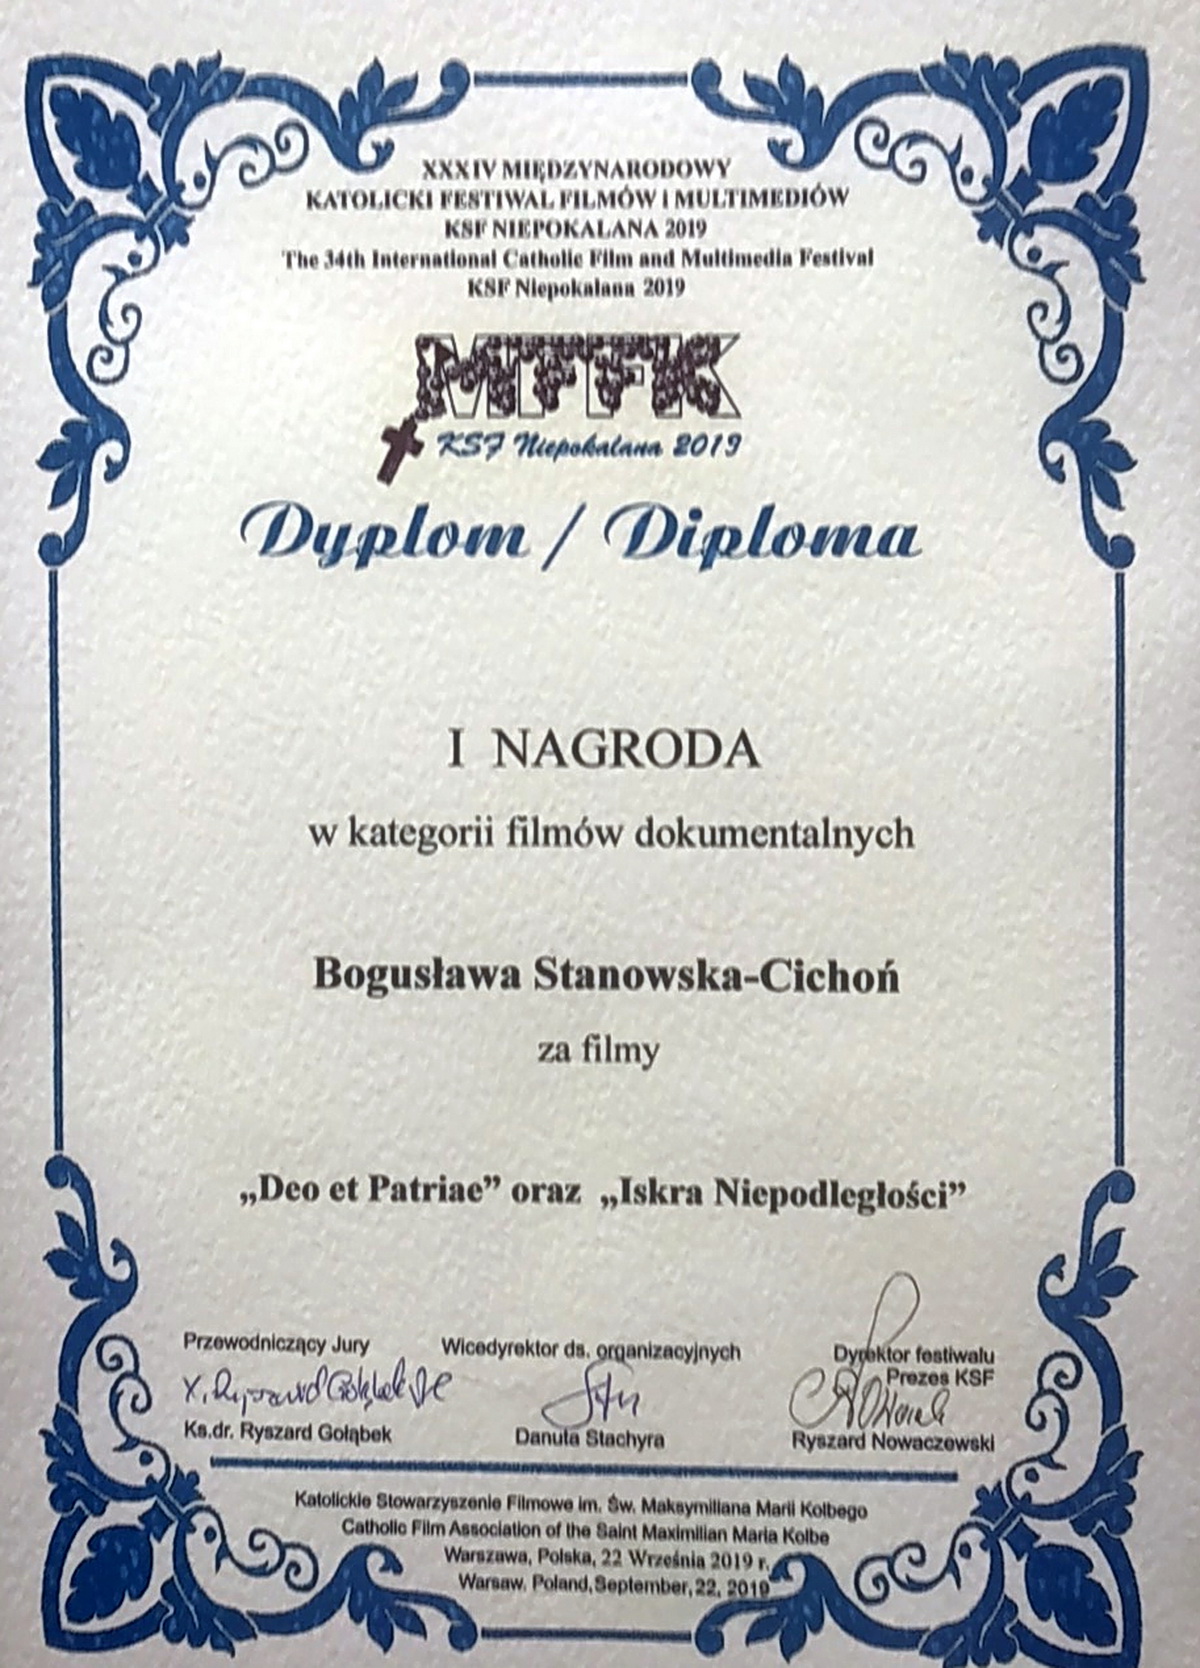 XXXIV MIĘDZYNARODOWY
KATOLICKI FESTIWAL FILMÓW I MULTIMEDIÓW
KSF NIEPOKALANA 2019
The 34th International Catholic Film and Multimedia Festival
KSF Niepokalana 2019
MFFK
KSF Niepokalana 2019
Dyplom / Diploma
I NAGRODA
w kategorii filmów dokumentalnych
Bogusława Stanowska-Cichoń
za filmy
„Deo et Patriae” oraz „Iskra Niepodległości”
Przewodniczący Jury Wicedyrektor ds. organizacyjnych Dyrektor festiwalu
Prezes KSF
X. Ryszard Gołąbek
Ks.dr. Ryszard Gołąbek Danuta Stachyra Ryszard Nowaczewski
Katolickie Stowarzyszenie Filmowe im. Św. Maksymiliana Marii Kolbego
Catholic Film Association of the Saint Maximilian Maria Kolbe
Warszawa, Polska, 22 Września 2019 r.
Warsaw, Poland, September, 22, 2019